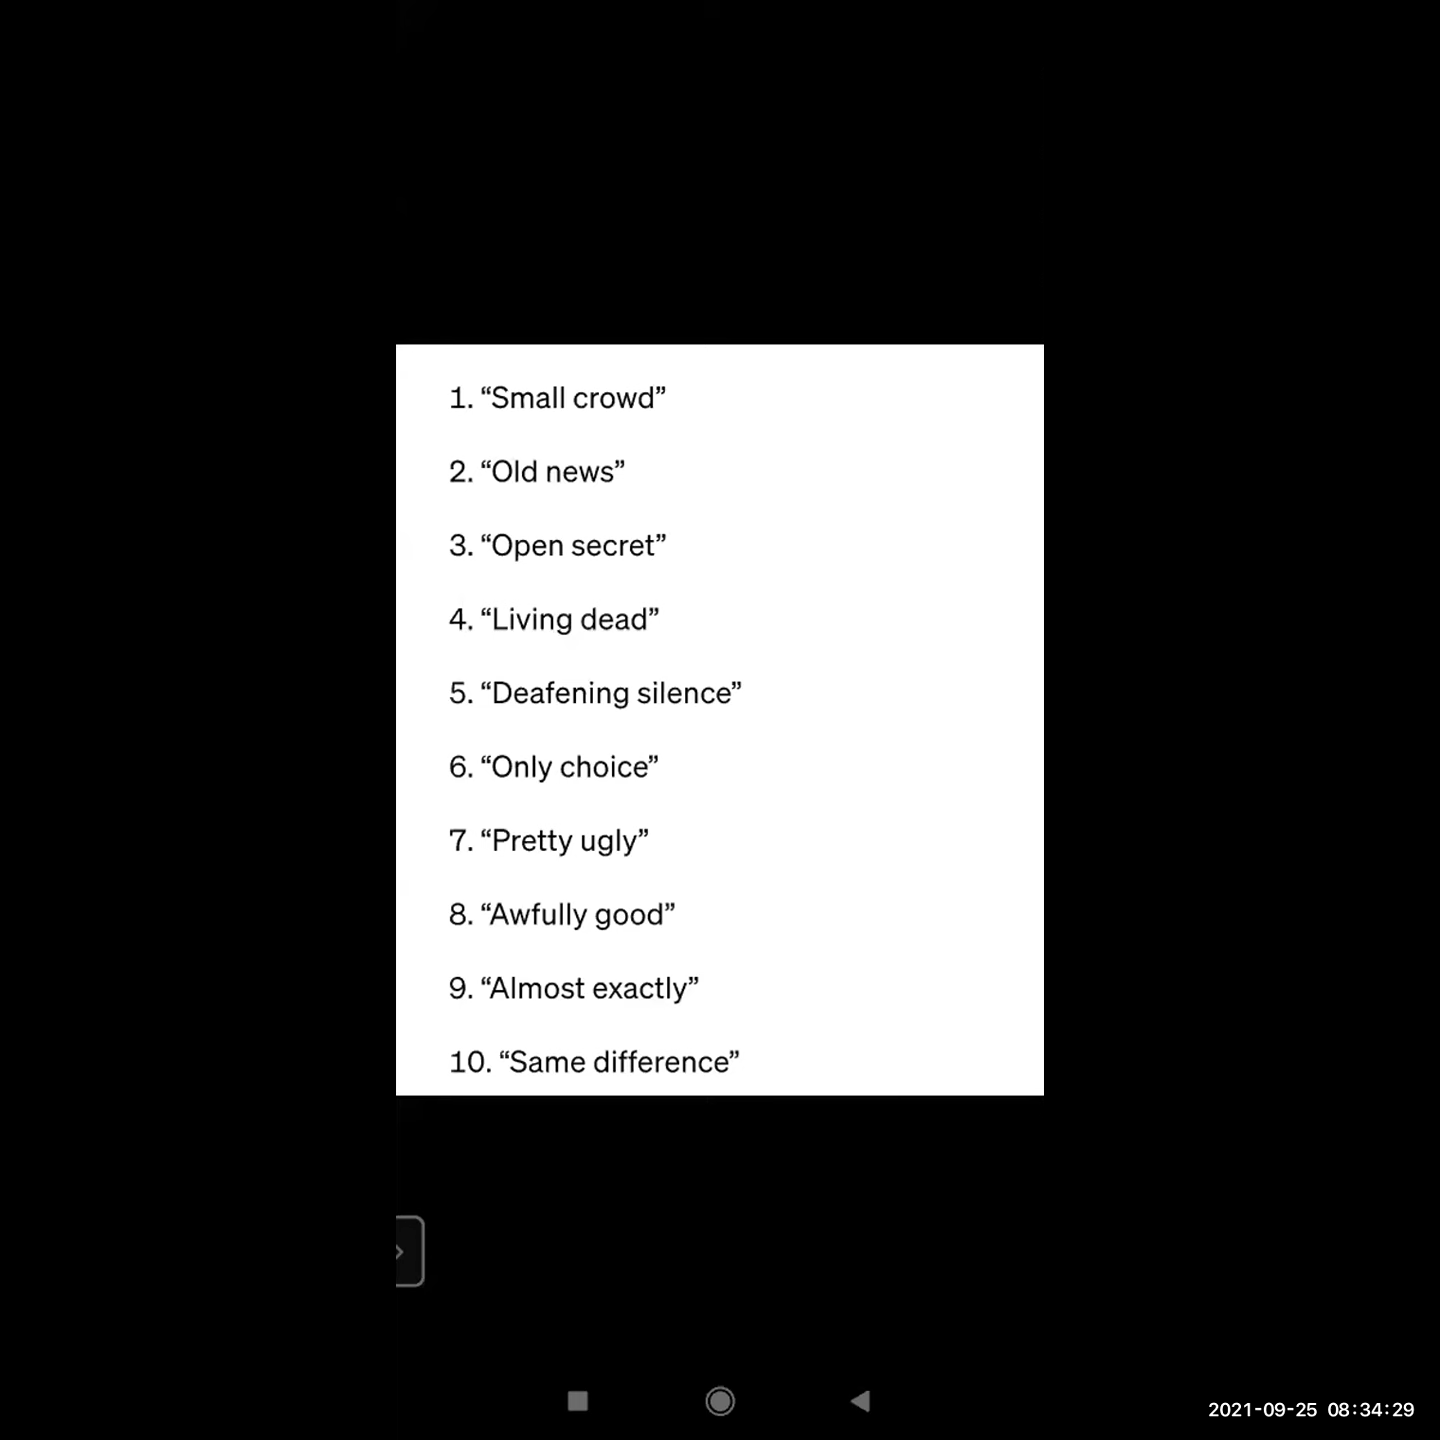 1. “Small crowd”
2. “Old news”
3. “Open secret”
4. “Living dead”
5. “Deafening silence”
6. “Only choice”
7. “Pretty ugly”
8. “Awfully good”
9. “Almost exactly”
10. “Same difference”
2021-09-25 08:34:29